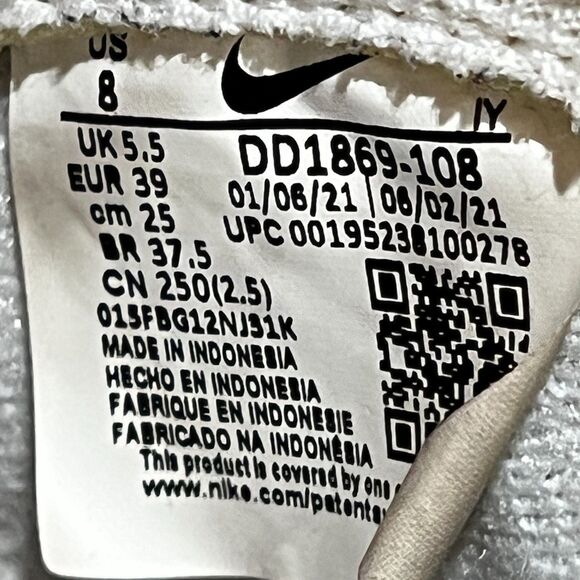 US
8
IY
UK 5.5
EUR 39
cm 25
BR 37.5
CN 250(2.5)
DD1869-108
01/06/21 | 06/02/21
UPC 00195238100278
015FBG12NJ31K
MADE IN INDONESIA
HECHO EN INDONESIA
FABRIQUE EN INDONESIE
FABRICADO NA INDONÉSIA
This product is covered by one
www.nike.com/patents